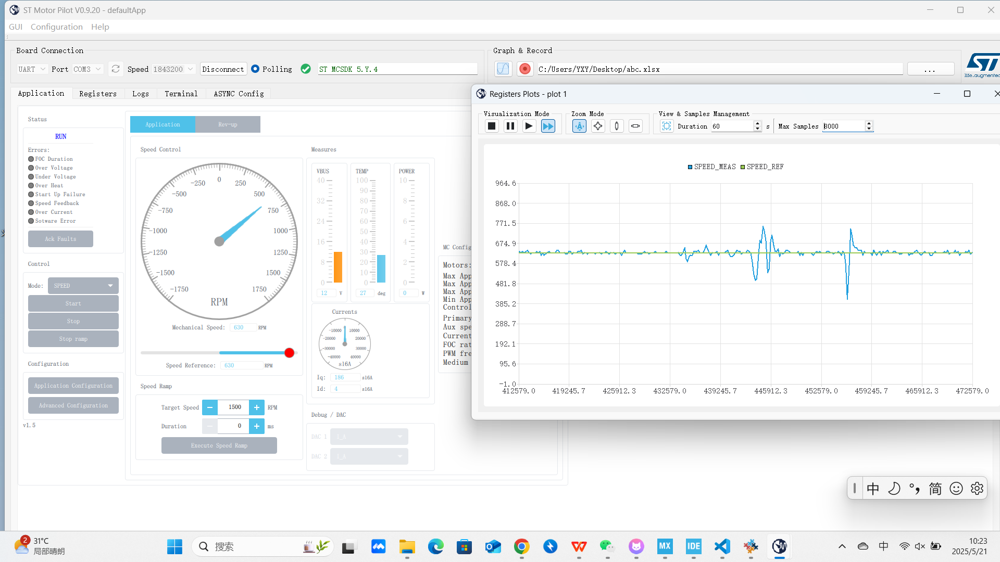 ST Motor Pilot V0.9.20 - defaultApp
GUI Configuration Help
Board Connection
UART Port COM3 Speed 1843200 Disconnect Polling ST MCSDK 5.Y.4
Graph & Record
C:/Users/YXY/Desktop/abc.xlsx ...
ST
life.augmented
Application Registers Logs Terminal ASYNC Config
Status
RUN
Errors:
FOC Duration
Over Voltage
Under Voltage
Over Heat
Start Up Failure
Speed Feedback
Over Current
Sotware Error
Ack Faults
Control
Mode: SPEED
Start
Stop
Stop ramp
Configuration
Application Configuration
Advanced Configuration
v1.5
Application Rev-up
Speed Control
0
-250 250
-500 500
-750 750
-1000 1000
-1250 1250
-1500 1500
-1750 1750
RPM
Mechanical Speed: 630 RPM
Speed Reference: 630 RPM
Speed Ramp
Target Speed − 1500 + RPM
Duration − 0 + ms
Execute Speed Ramp
Measures
VBUS
40
32
24
16
8
0
12 V
TEMP
100
90
80
70
60
50
40
30
20
10
0
27 deg
POWER
10
8
6
4
2
0
0 W
Currents
0
-10000 10000
-20000 20000
-30000 30000
-40000 40000
s16A
Iq: 186 s16A
Id: 4 s16A
Debug / DAC
DAC 1 I_A
DAC 2 I_A
MC Config
Motors:
Max App
Max App
Max App
Min App
Control
Primary
Aux spe
Current
FOC rat
PWM fre
Medium
Registers Plots - plot 1
Visualization Mode Zoom Mode View & Samples Management
A Duration 60 s Max Samples 8000
SPEED_MEAS SPEED_REF
964.6
868.0
771.5
674.9
578.4
481.8
385.2
288.7
192.1
95.6
-1.0
412579.0 419245.7 425912.3 432579.0 439245.7 445912.3 452579.0 459245.7 465912.3 472579.0
中 °, 简
2
31°C
局部晴朗
搜索
MX
IDE
中
10:23
2025/5/21